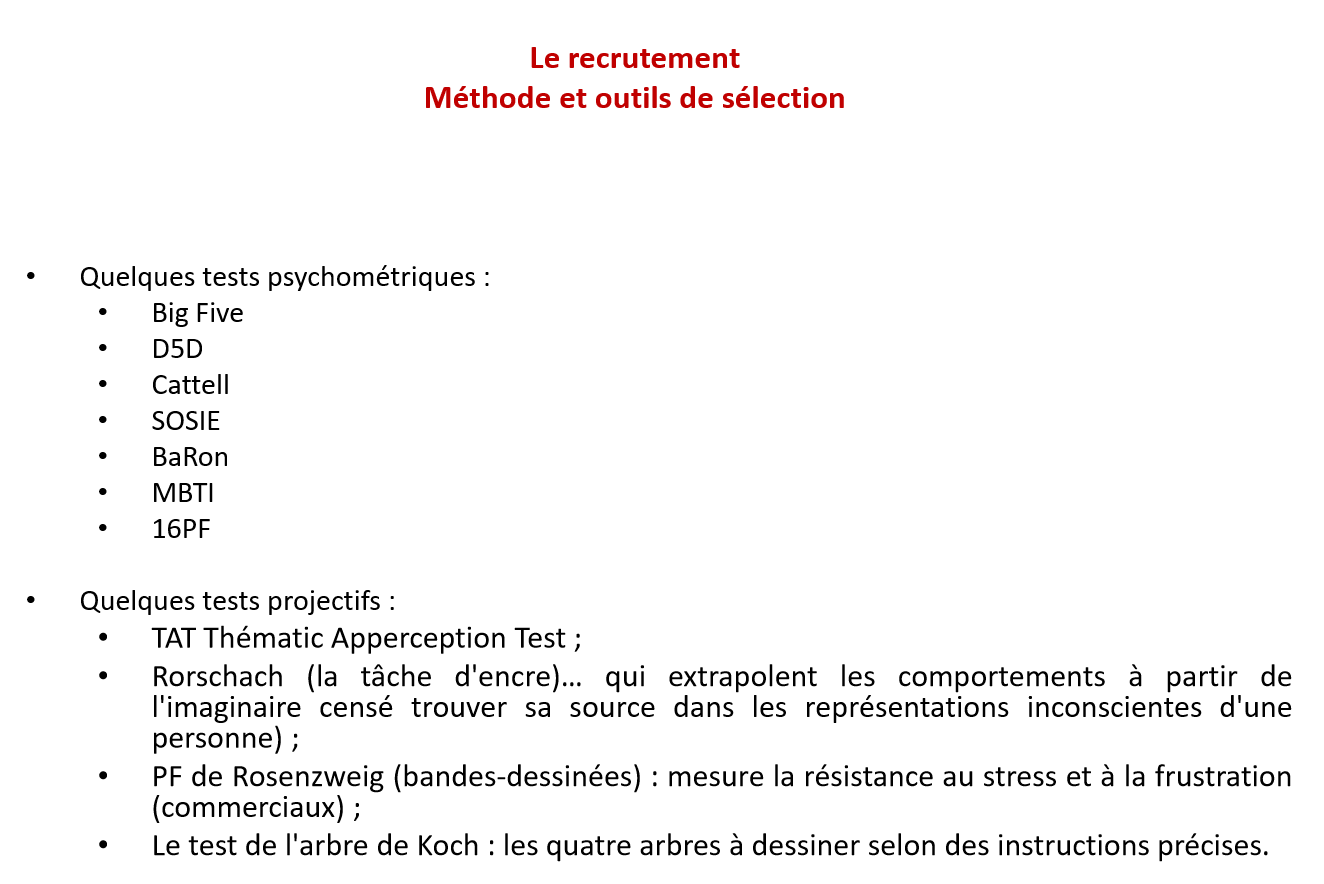 Le recrutement
Méthode et outils de sélection
• Quelques tests psychométriques :
• Big Five
• D5D
• Cattell
• SOSIE
• BaRon
• MBTI
• 16PF
• Quelques tests projectifs :
• TAT Thématic Apperception Test ;
• Rorschach (la tâche d'encre)... qui extrapolent les comportements à partir de
l'imaginaire censé trouver sa source dans les représentations inconscientes d'une
personne) ;
• PF de Rosenzweig (bandes-dessinées) : mesure la résistance au stress et à la frustration
(commerciaux) ;
• Le test de l'arbre de Koch : les quatre arbres à dessiner selon des instructions précises.